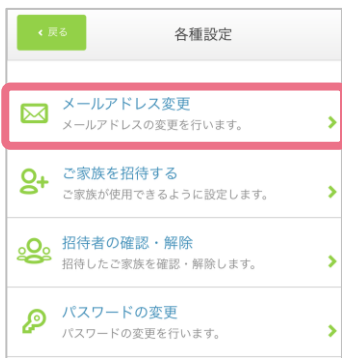 戻る
各種設定
メールアドレス変更
メールアドレスの変更を行います。
ご家族を招待する
ご家族が使用できるように設定します。
招待者の確認・解除
招待したご家族を確認・解除します。
パスワードの変更
パスワードの変更を行います。